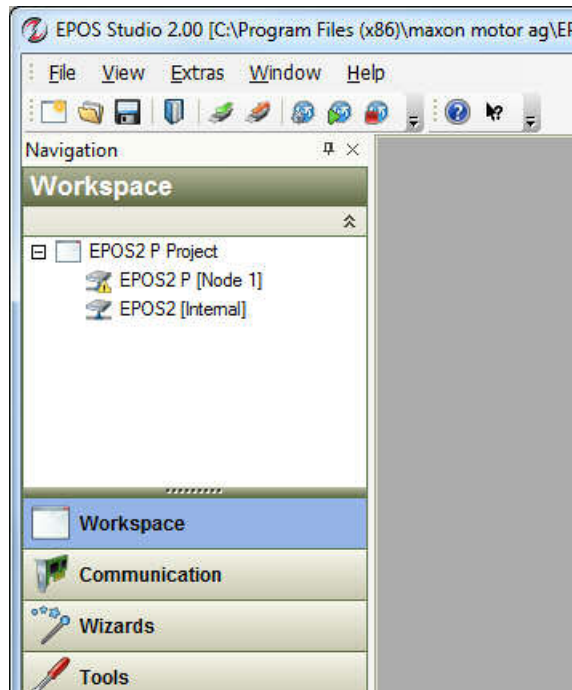 EPOS Studio 2.00 [C:\Program Files (x86)\maxon motor ag\EP
File View Extras Window Help
Navigation
Workspace
EPOS2 P Project
EPOS2 P [Node 1]
EPOS2 [Internal]
Workspace
Communication
Wizards
Tools